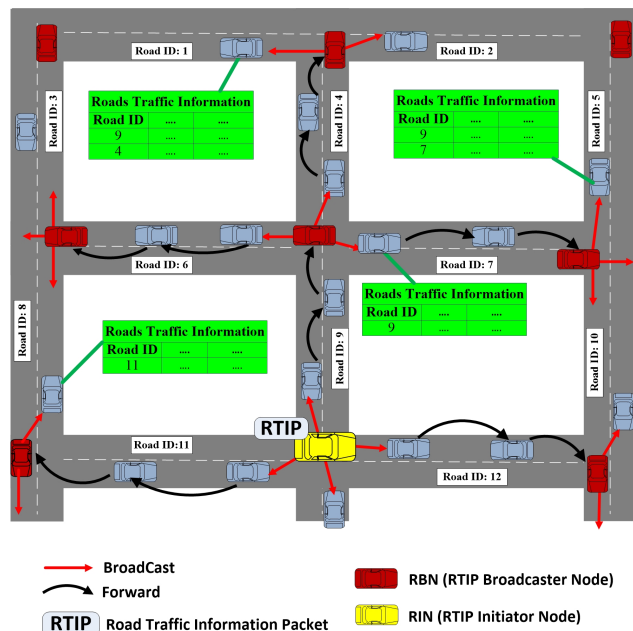 Road ID: 1
Road ID: 2
Road ID: 3
Road ID: 4
Road ID: 5
Roads Traffic Information
Road ID .... ....
9 .... ....
4 .... ....
Roads Traffic Information
Road ID .... ....
9 .... ....
7 .... ....
Road ID: 6
Road ID: 7
Road ID: 8
Road ID: 9
Road ID: 10
Roads Traffic Information
Road ID .... ....
9 .... ....
Roads Traffic Information
Road ID .... ....
11 .... ....
RTIP
Road ID:11
Road ID: 12
BroadCast
Forward
RTIP Road Traffic Information Packet
RBN (RTIP Broadcaster Node)
RIN (RTIP Initiator Node)